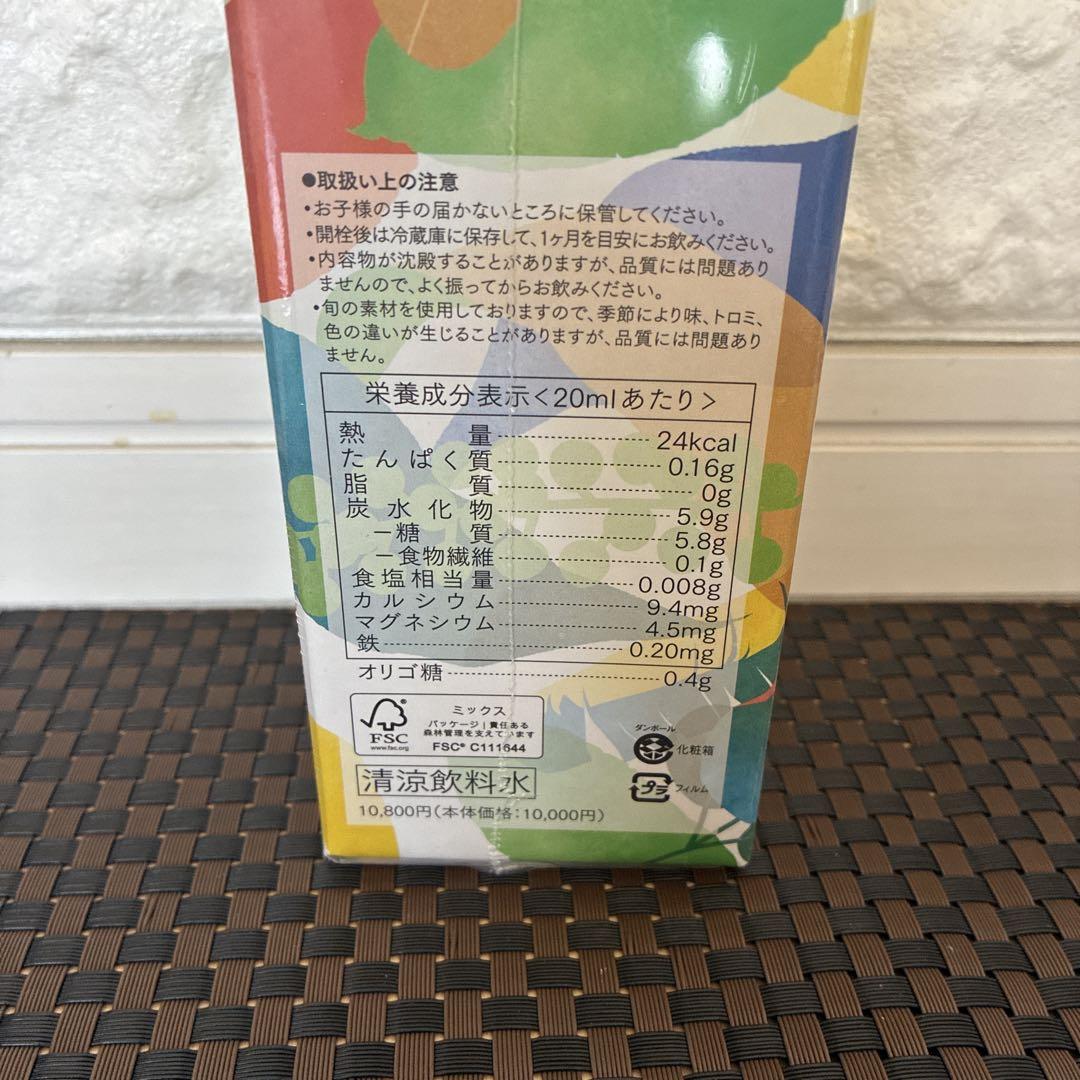 ●取扱い上の注意
・お子様の手の届かないところに保管してください。
・開栓後は冷蔵庫に保存して、1ヶ月を目安にお飲みください。
・内容物が沈殿することがありますが、品質には問題あり
ませんので、よく振ってからお飲みください。
・旬の素材を使用しておりますので、季節により味、トロミ、
色の違いが生じることがありますが、品質には問題あり
ません。
栄養成分表示<20mlあたり>
熱量 24kcal
たんぱく質 0.16g
脂質 0g
炭水化物 5.9g
－糖質 5.8g
－食物繊維 0.1g
食塩相当量 0.008g
カルシウム 9.4mg
マグネシウム 4.5mg
鉄 0.20mg
オリゴ糖 0.4g
FSC
www.fsc.org
ミックス
パッケージ|責任ある
森林管理を支えています
FSC® C111644
ダンボール
化粧箱
プラ
フィルム
清涼飲料水
10,800円(本体価格:10,000円)